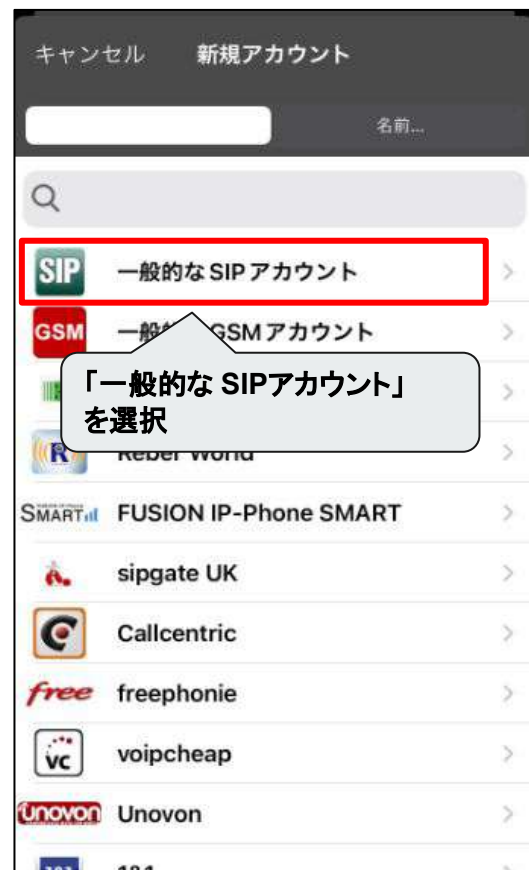 キャンセル 新規アカウント
名前...
SIP 一般的なSIPアカウント
GSM 一般 GSMアカウント
「一般的な SIPアカウント」
を選択
R Rebel World
SMART FUSION IP-Phone SMART
sipgate UK
Callcentric
free freephonie
vc voipcheap
unovon Unovon